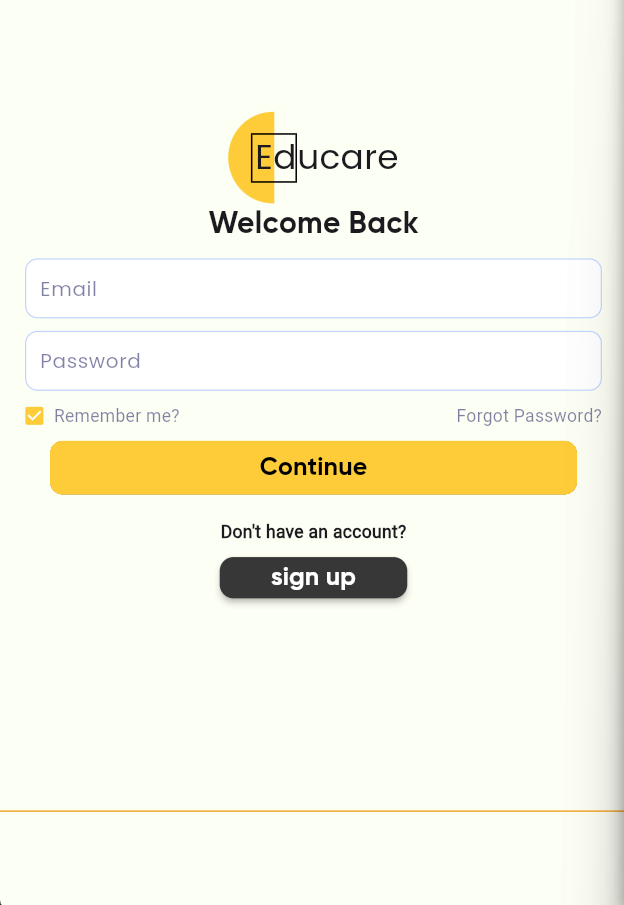 Educare
Welcome Back
Email
Password
Remember me? Forgot Password?
Continue
Don't have an account?
sign up